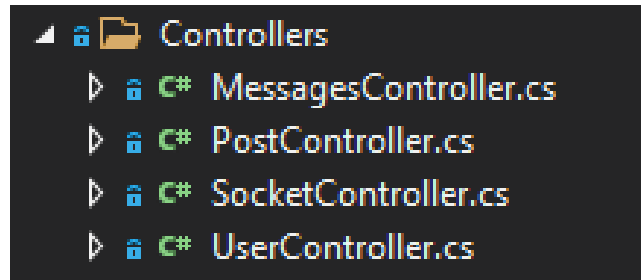 Controllers
C# MessagesController.cs
C# PostController.cs
C# SocketController.cs
C# UserController.cs